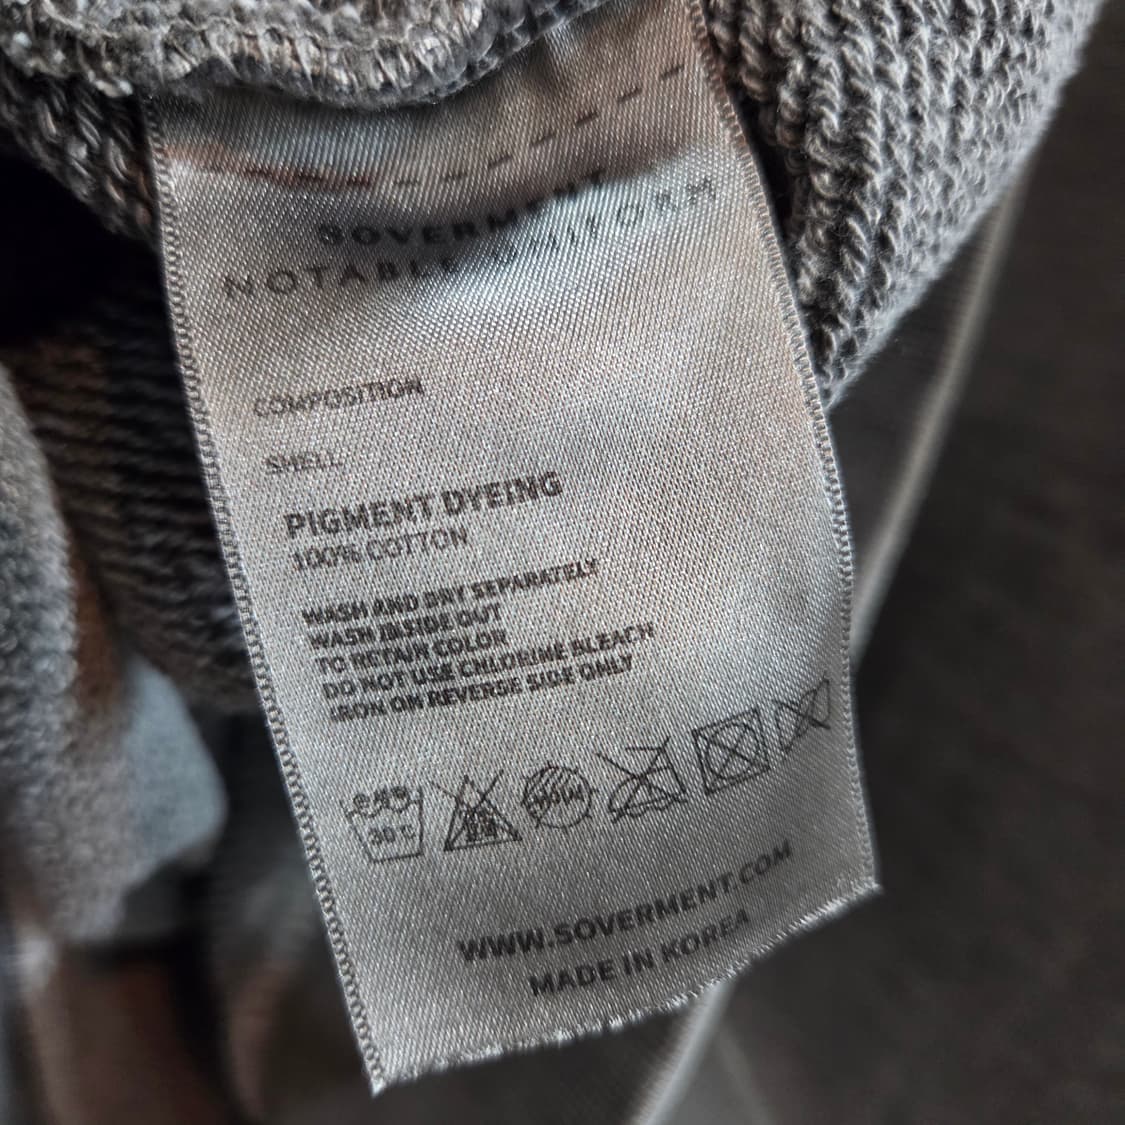 SOVERMENT
NOTABLE UNIFORM
COMPOSITION
SHELL
PIGMENT DYEING
100% COTTON
WASH AND DRY SEPARATELY
WASH INSIDE OUT
TO RETAIN COLOR
DO NOT USE CHLORINE BLEACH
IRON ON REVERSE SIDE ONLY
30℃
WWW.SOVERMENT.COM
MADE IN KOREA